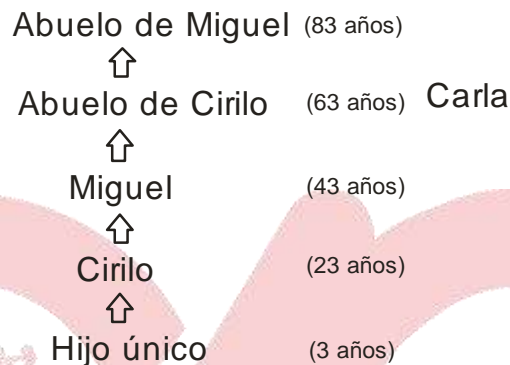 Abuelo de Miguel (83 años)
Abuelo de Cirilo (63 años) Carla
Miguel (43 años)
Cirilo (23 años)
Hijo único (3 años)